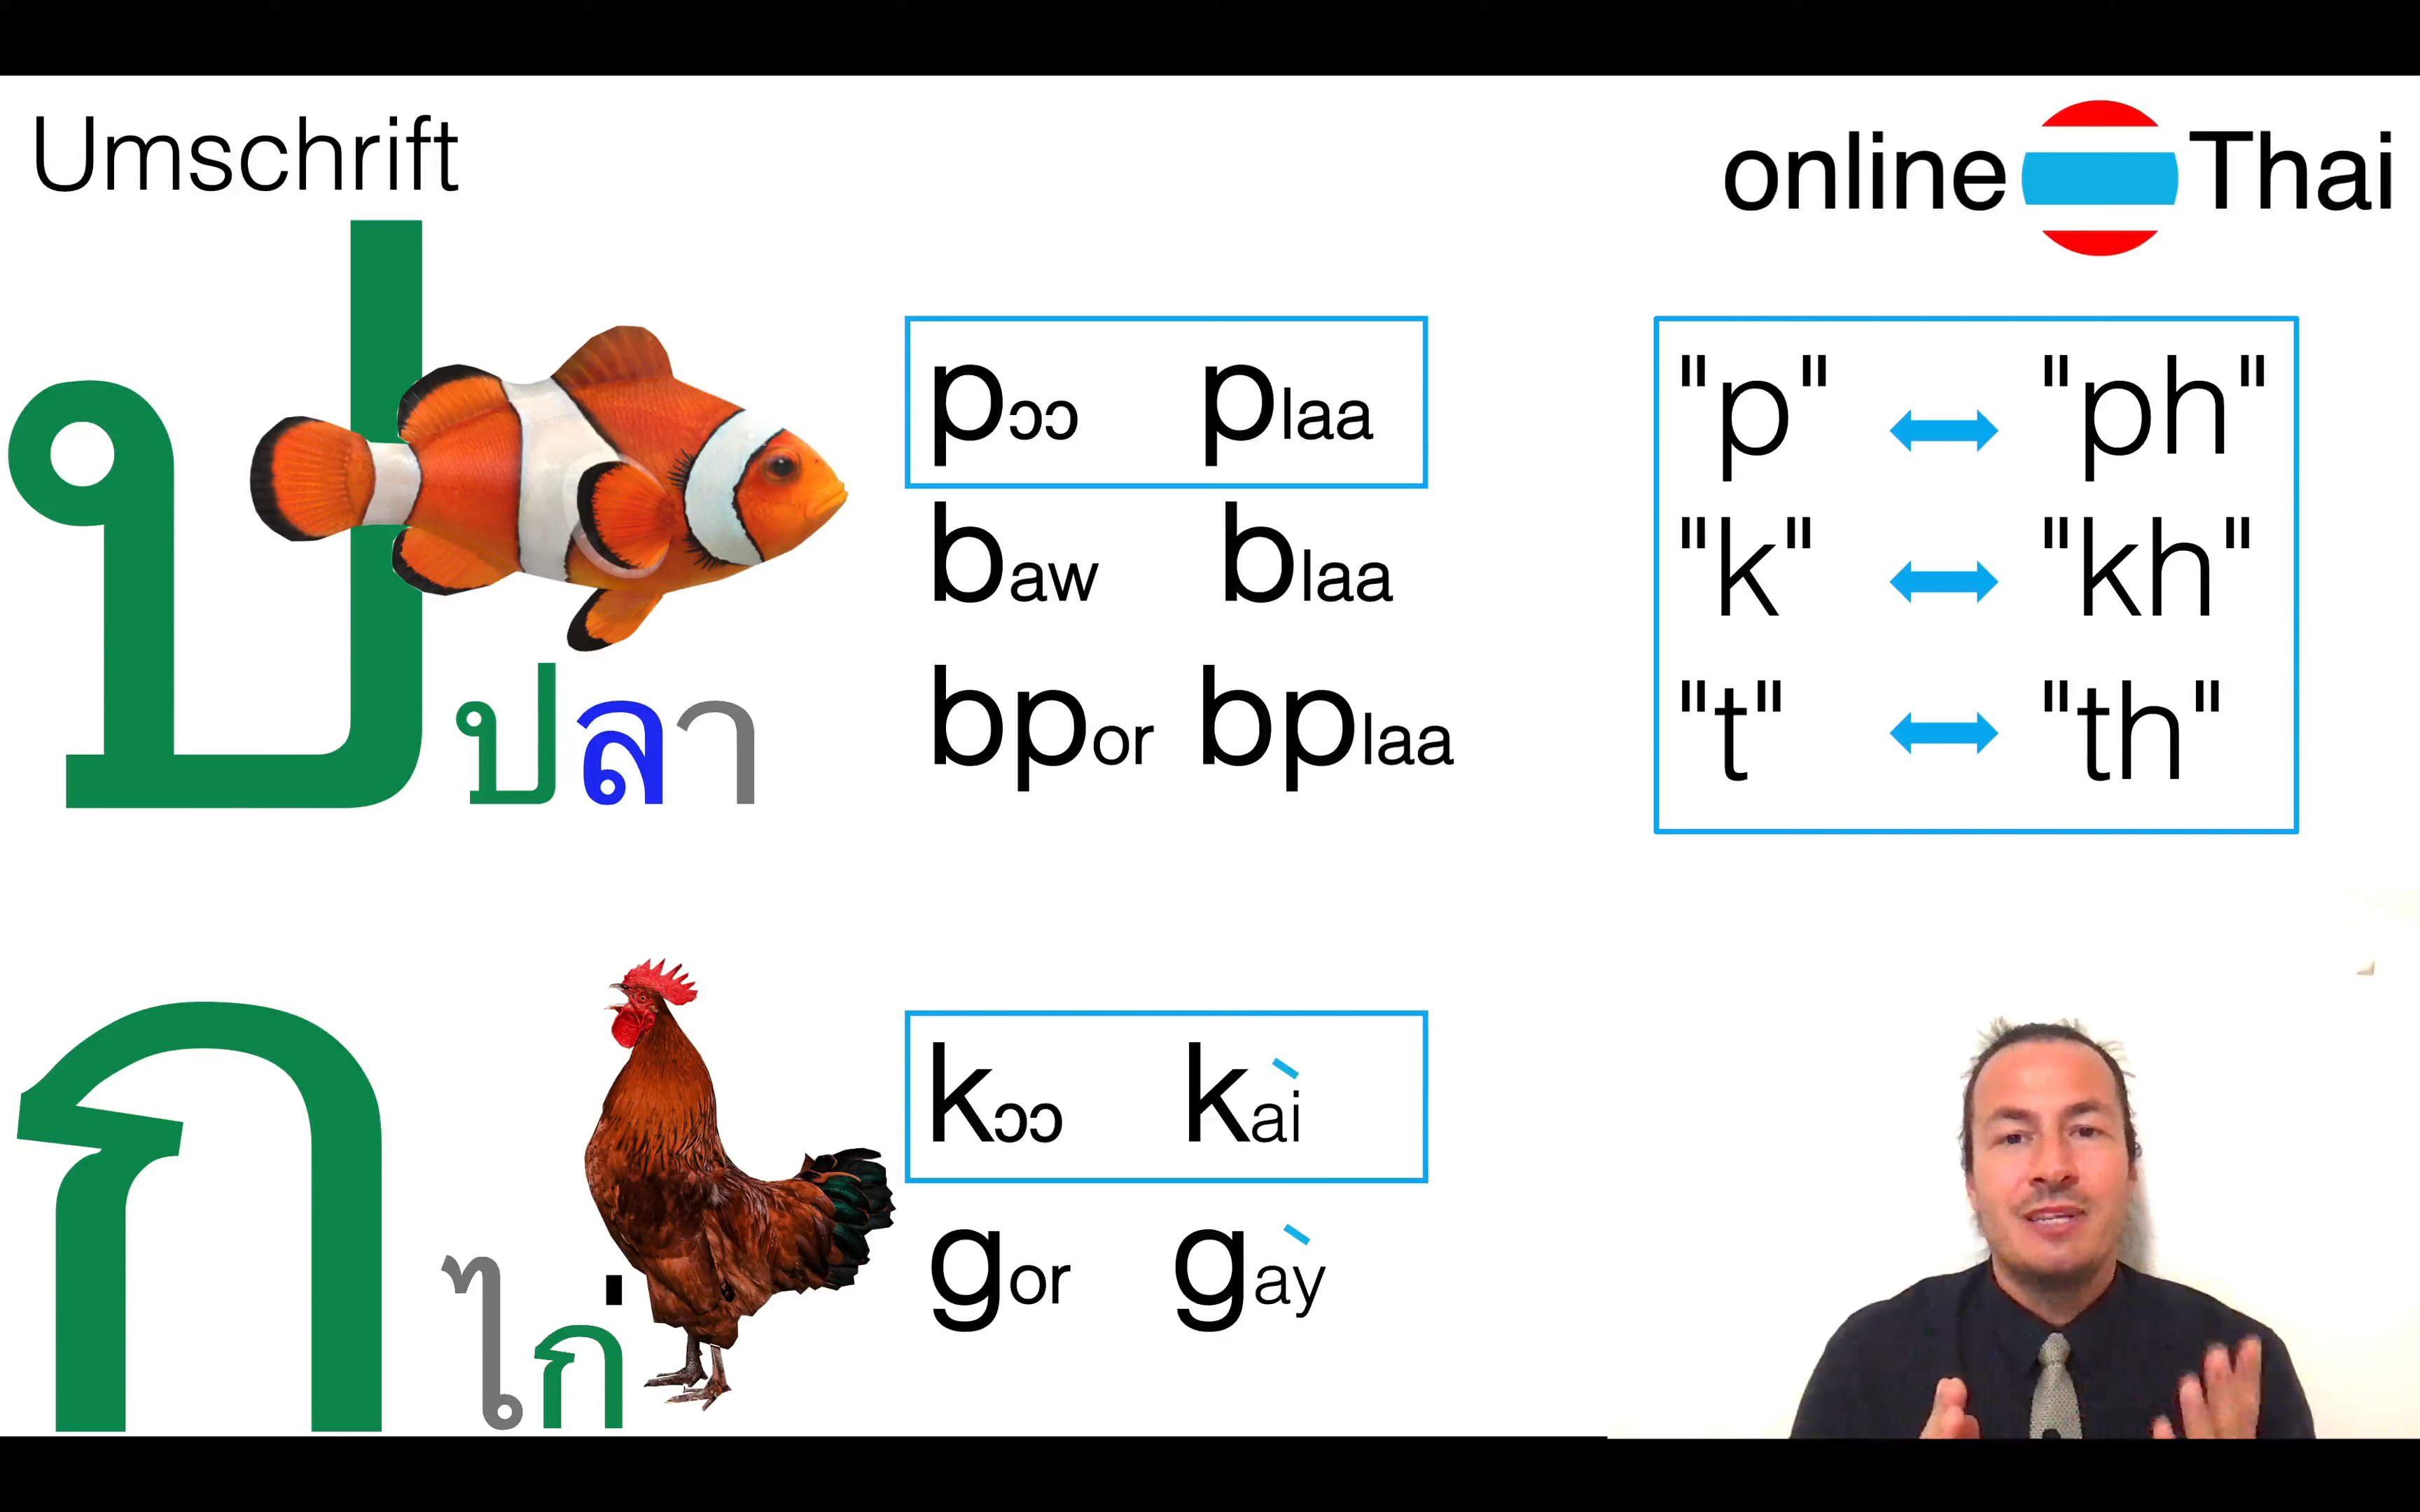 Umschrift
online Thai
ป
ปลา
pɔɔ plaa
baw blaa
bpor bplaa
"p" ↔ "ph"
"k" ↔ "kh"
"t" ↔ "th"
ก
ไก่
kɔɔ kài
gor gày